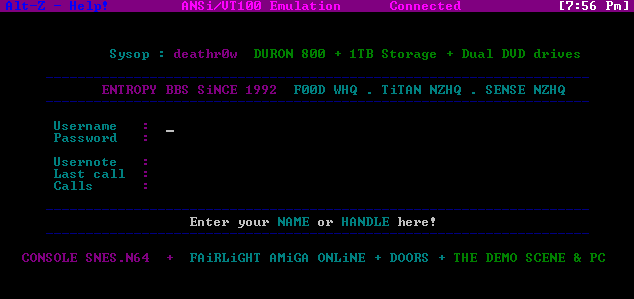 Alt-Z - Help! ANSi/VT100 Emulation Connected [7:56 Pm]
Sysop : deathr0w DURON 800 + 1TB Storage + Dual DVD drives
ENTROPY BBS SiNCE 1992 F00D WHQ . TiTAN NZHQ . SENSE NZHQ
Username : _
Password :
Usernote :
Last call :
Calls :
Enter your NAME or HANDLE here!
CONSOLE SNES.N64 + FAiRLiGHT AMiGA ONLiNE + DOORS + THE DEMO SCENE & PC